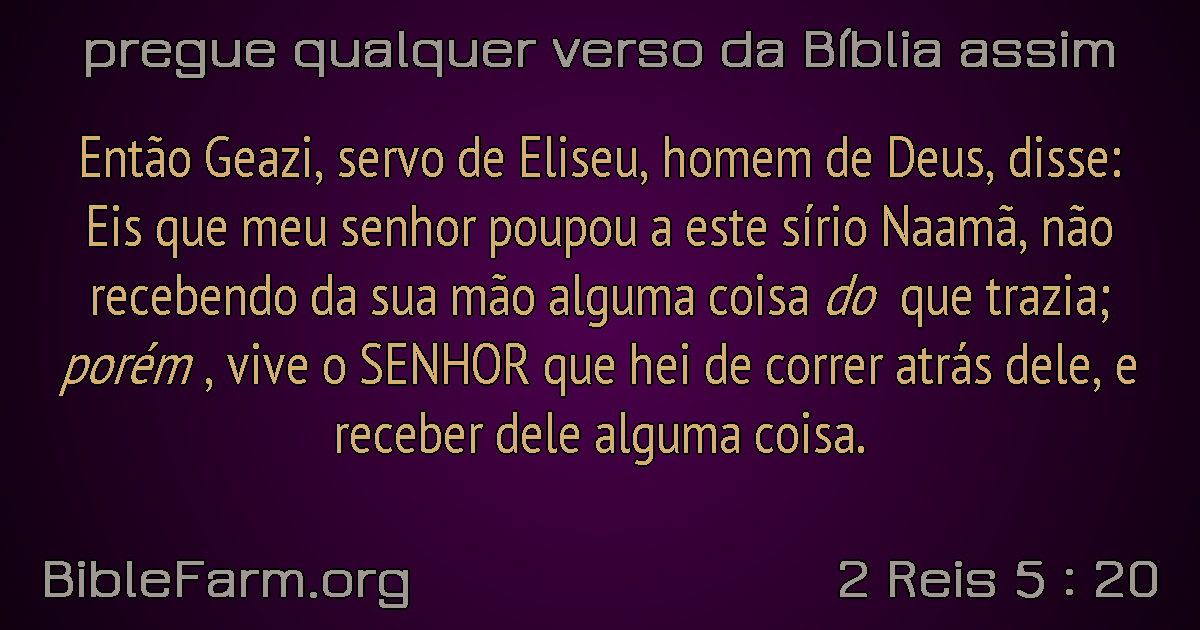 pregue qualquer verso da Bíblia assim
Então Geazi, servo de Eliseu, homem de Deus, disse:
Eis que meu senhor poupou a este sírio Naamã, não
recebendo da sua mão alguma coisa do que trazia;
porém , vive o SENHOR que hei de correr atrás dele, e
receber dele alguma coisa.
BibleFarm.org
2 Reis 5 : 20